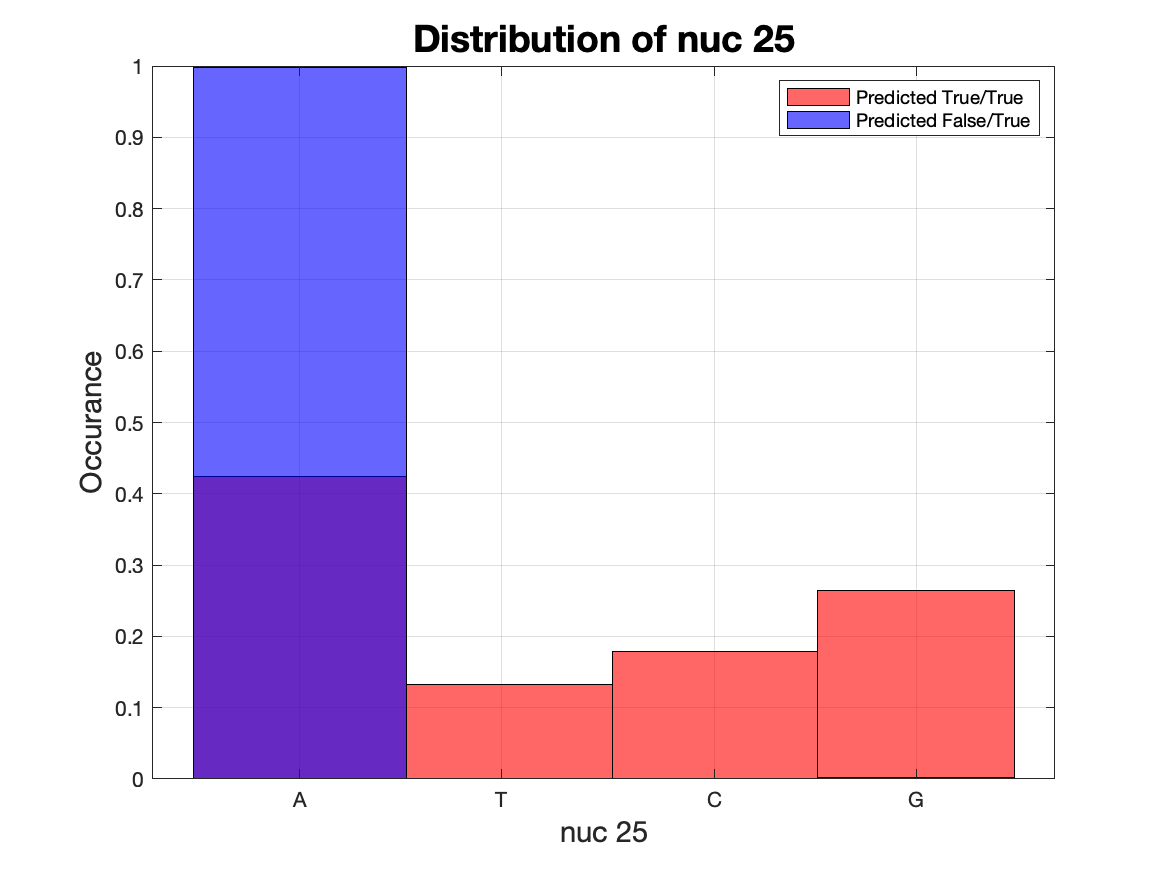 Distribution of nuc 25
Predicted True/True
Predicted False/True
Occurance
1
0.9
0.8
0.7
0.6
0.5
0.4
0.3
0.2
0.1
0
A T C G
nuc 25